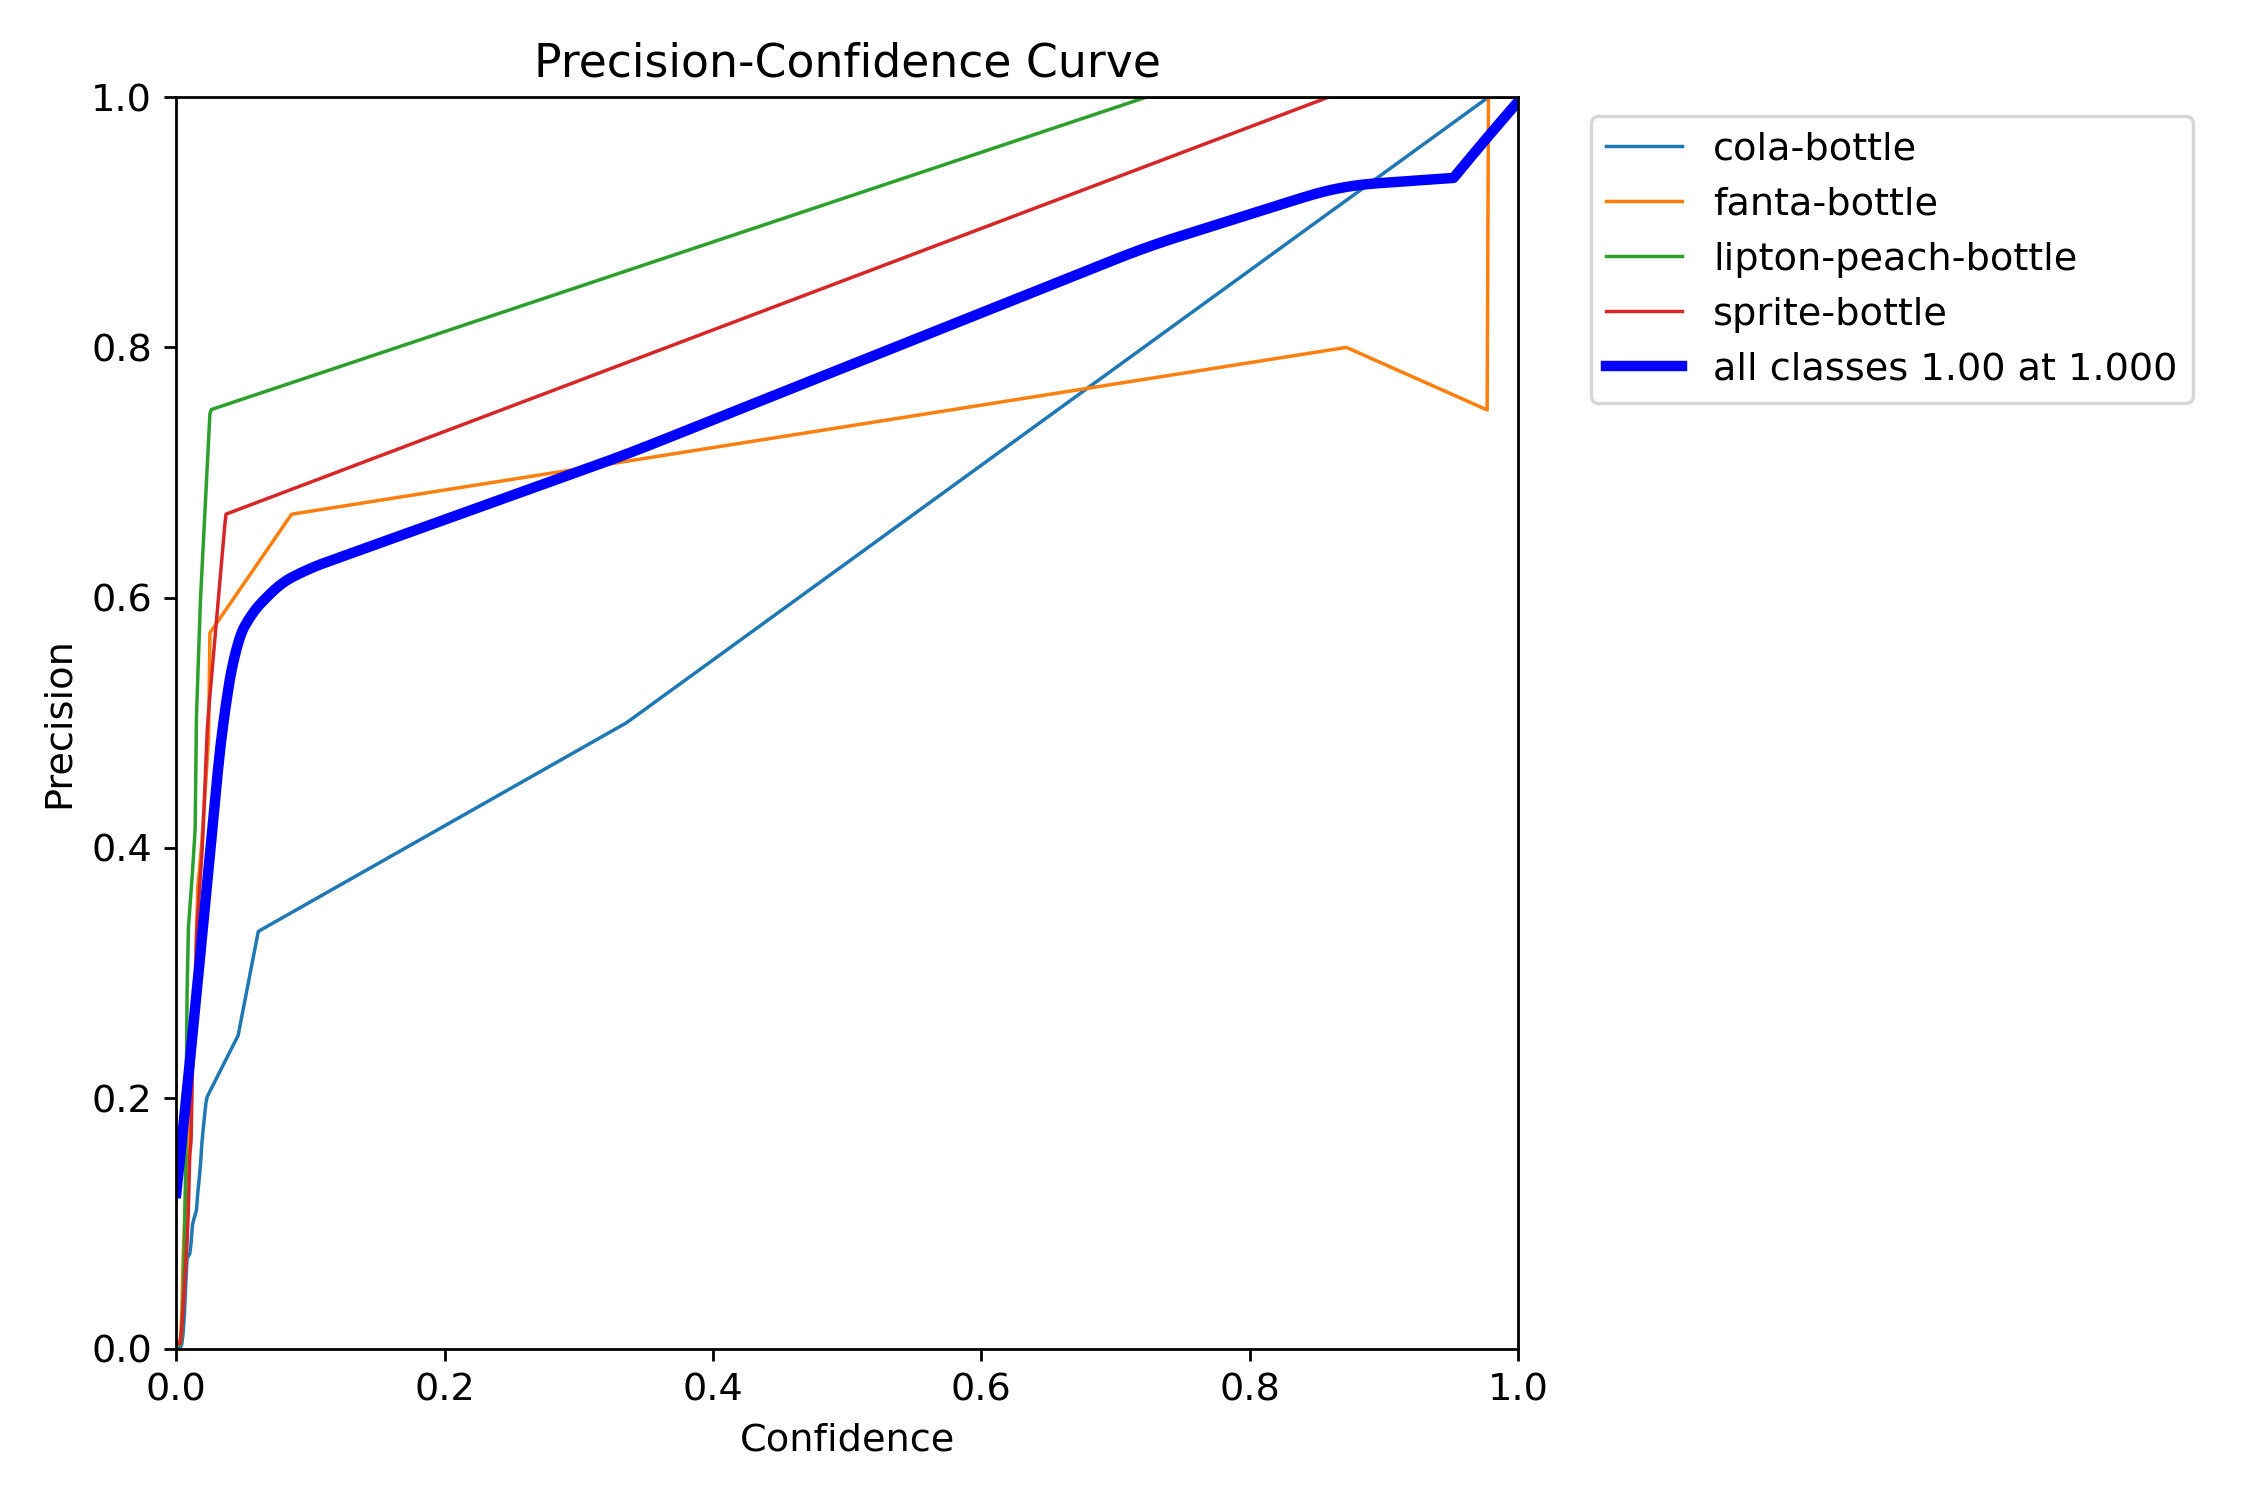 Precision-Confidence Curve
1.0
0.8
0.6
0.4
0.2
0.0
Precision
0.0 0.2 0.4 0.6 0.8 1.0
Confidence
cola-bottle
fanta-bottle
lipton-peach-bottle
sprite-bottle
all classes 1.00 at 1.000